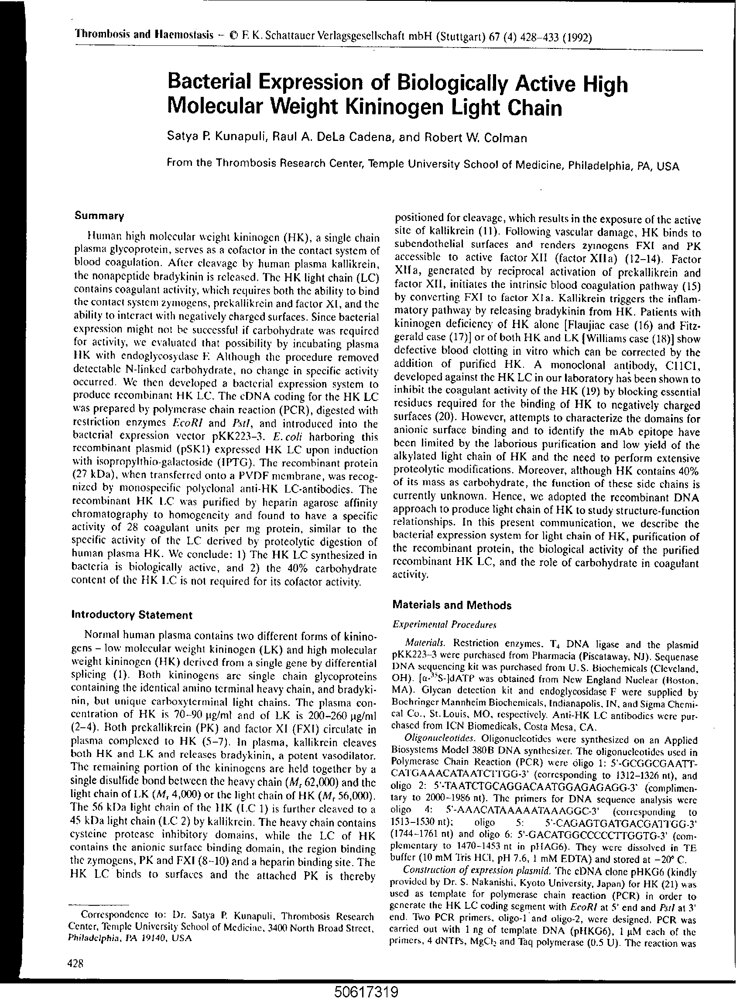 Thrombosis and Haemostasis – © F. K. Schattauer Verlagsgesellschaft mbH (Stuttgart) 67 (4) 428–433 (1992)
Bacterial Expression of Biologically Active High
Molecular Weight Kininogen Light Chain
Satya P. Kunapuli, Raul A. DeLa Cadena, and Robert W. Colman
From the Thrombosis Research Center, Temple University School of Medicine, Philadelphia, PA, USA
Summary
Human high molecular weight kininogen (HK), a single chain
plasma glycoprotein, serves as a cofactor in the contact system of
blood coagulation. After cleavage by human plasma kallikrein,
the nonapeptide bradykinin is released. The HK light chain (LC)
contains coagulant activity, which requires both the ability to bind
the contact system zymogens, prekallikrein and factor XI, and the
ability to interact with negatively charged surfaces. Since bacterial
expression might not be successful if carbohydrate was required
for activity, we evaluated that possibility by incubating plasma
HK with endoglycosydase F. Although the procedure removed
detectable N-linked carbohydrate, no change in specific activity
occurred. We then developed a bacterial expression system to
produce recombinant HK LC. The cDNA coding for the HK LC
was prepared by polymerase chain reaction (PCR), digested with
restriction enzymes EcoRI and PstI, and introduced into the
bacterial expression vector pKK223-3. E. coli harboring this
recombinant plasmid (pSK1) expressed HK LC upon induction
with isopropylthio-galactoside (IPTG). The recombinant protein
(27 kDa), when transferred onto a PVDF membrane, was recog-
nized by monospecific polyclonal anti-HK LC-antibodies. The
recombinant HK LC was purified by heparin agarose affinity
chromatography to homogeneity and found to have a specific
activity of 28 coagulant units per mg protein, similar to the
specific activity of the LC derived by proteolytic digestion of
human plasma HK. We conclude: 1) The HK LC synthesized in
bacteria is biologically active, and 2) the 40% carbohydrate
content of the HK LC is not required for its cofactor activity.
Introductory Statement
Normal human plasma contains two different forms of kinino-
gens – low molecular weight kininogen (LK) and high molecular
weight kininogen (HK) derived from a single gene by differential
splicing (1). Both kininogens are single chain glycoproteins
containing the identical amino terminal heavy chain, and bradyki-
nin, but unique carboxyterminal light chains. The plasma con-
centration of HK is 70–90 µg/ml and of LK is 200–260 µg/ml
(2–4). Both prekallikrein (PK) and factor XI (FXI) circulate in
plasma complexed to HK (5–7). In plasma, kallikrein cleaves
both HK and LK and releases bradykinin, a potent vasodilator.
The remaining portion of the kininogens are held together by a
single disulfide bond between the heavy chain (Mr 62,000) and the
light chain of LK (Mr 4,000) or the light chain of HK (Mr 56,000).
The 56 kDa light chain of the HK (LC 1) is further cleaved to a
45 kDa light chain (LC 2) by kallikrein. The heavy chain contains
cysteine protease inhibitory domains, while the LC of HK
contains the anionic surface binding domain, the region binding
the zymogens, PK and FXI (8–10) and a heparin binding site. The
HK LC binds to surfaces and the attached PK is thereby
Correspondence to: Dr. Satya P. Kunapuli, Thrombosis Research
Center, Temple University School of Medicine, 3400 North Broad Street,
Philadelphia, PA 19140, USA
428
positioned for cleavage, which results in the exposure of the active
site of kallikrein (11). Following vascular damage, HK binds to
subendothelial surfaces and renders zymogens FXI and PK
accessible to active factor XII (factor XIIa) (12–14). Factor
XIIa, generated by reciprocal activation of prekallikrein and
factor XII, initiates the intrinsic blood coagulation pathway (15)
by converting FXI to factor XIa. Kallikrein triggers the inflam-
matory pathway by releasing bradykinin from HK. Patients with
kininogen deficiency of HK alone [Flaujiac case (16) and Fitz-
gerald case (17)] or of both HK and LK [Williams case (18)] show
defective blood clotting in vitro which can be corrected by the
addition of purified HK. A monoclonal antibody, C11C1,
developed against the HK LC in our laboratory has been shown to
inhibit the coagulant activity of the HK (19) by blocking essential
residues required for the binding of HK to negatively charged
surfaces (20). However, attempts to characterize the domains for
anionic surface binding and to identify the mAb epitope have
been limited by the laborious purification and low yield of the
alkylated light chain of HK and the need to perform extensive
proteolytic modifications. Moreover, although HK contains 40%
of its mass as carbohydrate, the function of these side chains is
currently unknown. Hence, we adopted the recombinant DNA
approach to produce light chain of HK to study structure-function
relationships. In this present communication, we describe the
bacterial expression system for light chain of HK, purification of
the recombinant protein, the biological activity of the purified
recombinant HK LC, and the role of carbohydrate in coagulant
activity.
Materials and Methods
Experimental Procedures
Materials. Restriction enzymes, T4 DNA ligase and the plasmid
pKK223-3 were purchased from Pharmacia (Piscataway, NJ). Sequenase
DNA sequencing kit was purchased from U.S. Biochemicals (Cleveland,
OH). [α-35S-]dATP was obtained from New England Nuclear (Boston,
MA). Glycan detection kit and endoglycosidase F were supplied by
Boehringer Mannheim Biochemicals, Indianapolis, IN, and Sigma Chemi-
cal Co., St. Louis, MO, respectively. Anti-HK LC antibodies were pur-
chased from ICN Biomedicals, Costa Mesa, CA.
Oligonucleotides. Oligonucleotides were synthesized on an Applied
Biosystems Model 380B DNA synthesizer. The oligonucleotides used in
Polymerase Chain Reaction (PCR) were oligo 1: 5'-GCGGCGAATT-
CATGAAACATAATCTTGG-3' (corresponding to 1312–1326 nt), and
oligo 2: 5'-TAATCTGCAGGACAATGGAGAGAGG-3' (complimen-
tary to 2000–1986 nt). The primers for DNA sequence analysis were
oligo 4: 5'-AAACATAAAAATAAAGGC-3' (corresponding to
1513–1530 nt); oligo 5: 5'-CAGAGTGATGACGATTGG-3'
(1744–1761 nt) and oligo 6: 5'-GACATGGCCCCCTTGGTG-3' (com-
plementary to 1470–1453 nt in pHAG6). They were dissolved in TE
buffer (10 mM Tris HCl, pH 7.6, 1 mM EDTA) and stored at –20° C.
Construction of expression plasmid. The cDNA clone pHKG6 (kindly
provided by Dr. S. Nakanishi, Kyoto University, Japan) for HK (21) was
used as template for polymerase chain reaction (PCR) in order to
generate the HK LC coding segment with EcoRI at 5' end and PstI at 3'
end. Two PCR primers, oligo-1 and oligo-2, were designed. PCR was
carried out with 1 ng of template DNA (pHKG6), 1 µM each of the
primers, 4 dNTPs, MgCl2 and Taq polymerase (0.5 U). The reaction was
50617319